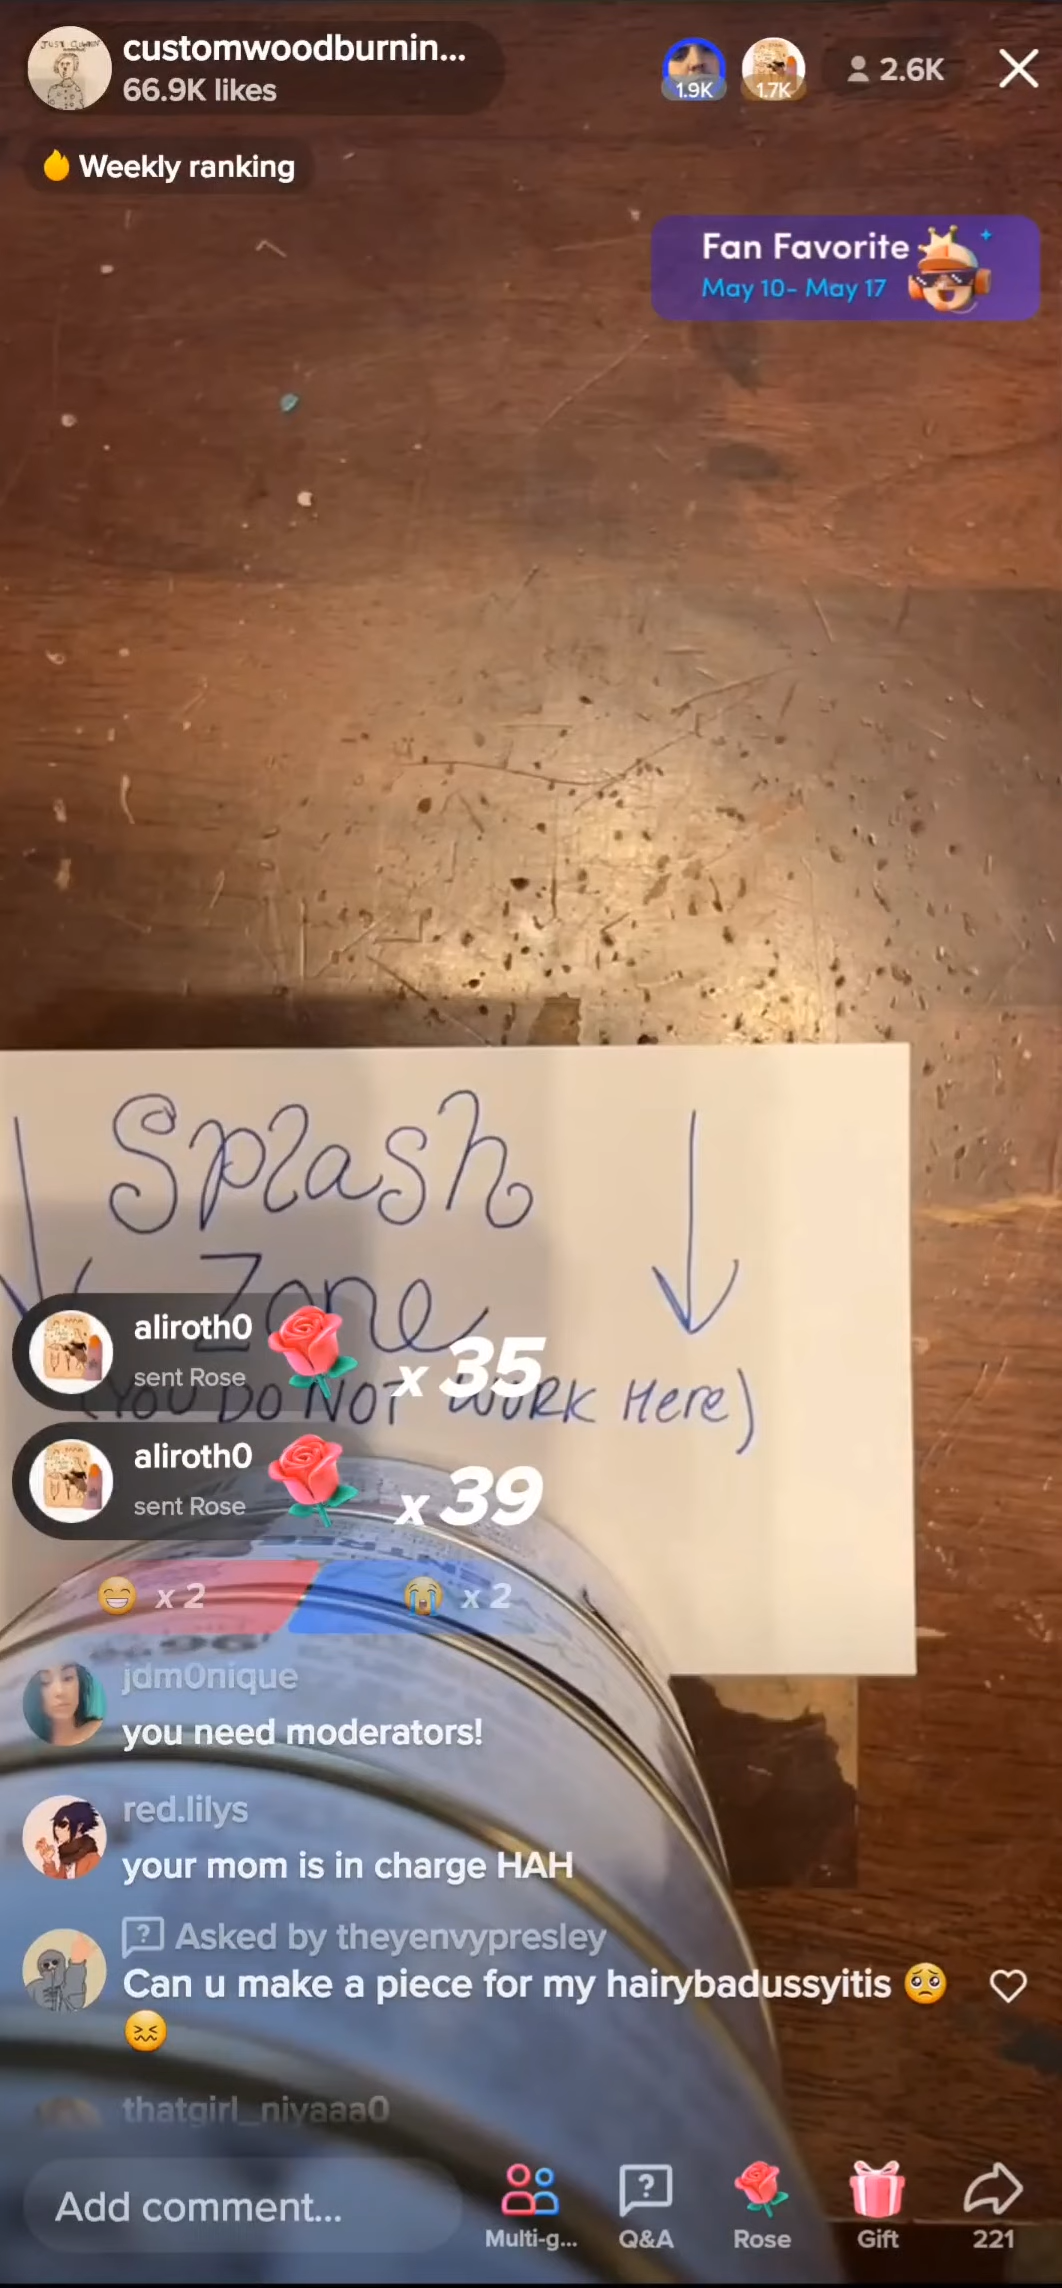 customwoodburnin...
66.9K likes
1.9K
1.7K
2.6K
Weekly ranking
Fan Favorite
May 10- May 17
Splash
Zone
(YOU DO NOT WORK Here)
aliroth0
sent Rose
x 35
aliroth0
sent Rose
x 39
x 2
x 2
jdm0nique
you need moderators!
red.lilys
your mom is in charge HAH
Asked by theyenvypresley
Can u make a piece for my hairybadussyitis 🥺
😖
thatgirl_niyaaa0
Add comment...
Multi-g...
Q&A
Rose
Gift
221